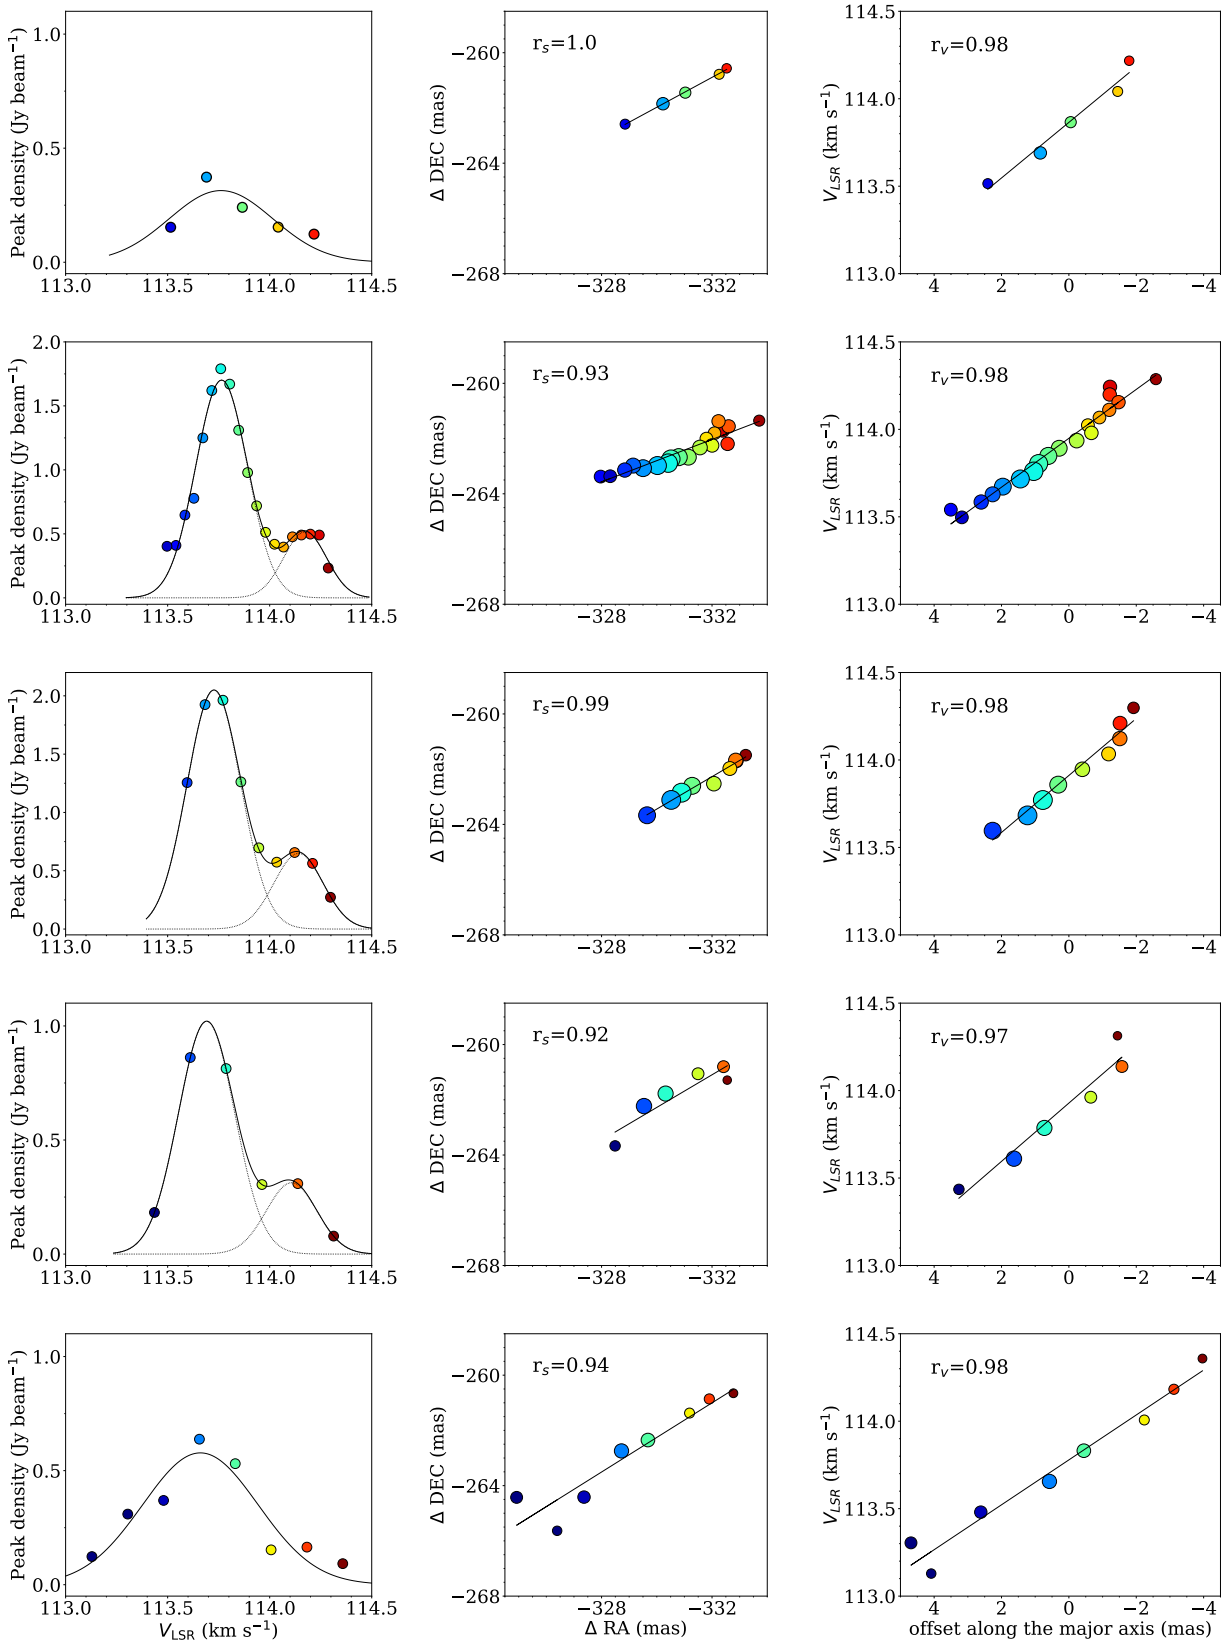 Peak density (Jy beam⁻¹)
1.0
0.5
0.0
113.0 113.5 114.0 114.5
Δ DEC (mas)
−260
−264
−268
−328 −332
r_s=1.0
V_LSR (km s⁻¹)
114.5
114.0
113.5
113.0
4 2 0 −2 −4
r_v=0.98
Peak density (Jy beam⁻¹)
2.0
1.5
1.0
0.5
0.0
113.0 113.5 114.0 114.5
Δ DEC (mas)
−260
−264
−268
−328 −332
r_s=0.93
V_LSR (km s⁻¹)
114.5
114.0
113.5
113.0
4 2 0 −2 −4
r_v=0.98
Peak density (Jy beam⁻¹)
2.0
1.5
1.0
0.5
0.0
113.0 113.5 114.0 114.5
Δ DEC (mas)
−260
−264
−268
−328 −332
r_s=0.99
V_LSR (km s⁻¹)
114.5
114.0
113.5
113.0
4 2 0 −2 −4
r_v=0.98
Peak density (Jy beam⁻¹)
1.0
0.5
0.0
113.0 113.5 114.0 114.5
Δ DEC (mas)
−260
−264
−268
−328 −332
r_s=0.92
V_LSR (km s⁻¹)
114.5
114.0
113.5
113.0
4 2 0 −2 −4
r_v=0.97
Peak density (Jy beam⁻¹)
1.0
0.5
0.0
113.0 113.5 114.0 114.5
V_LSR (km s⁻¹)
Δ DEC (mas)
−260
−264
−268
−328 −332
Δ RA (mas)
r_s=0.94
V_LSR (km s⁻¹)
114.5
114.0
113.5
113.0
4 2 0 −2 −4
offset along the major axis (mas)
r_v=0.98